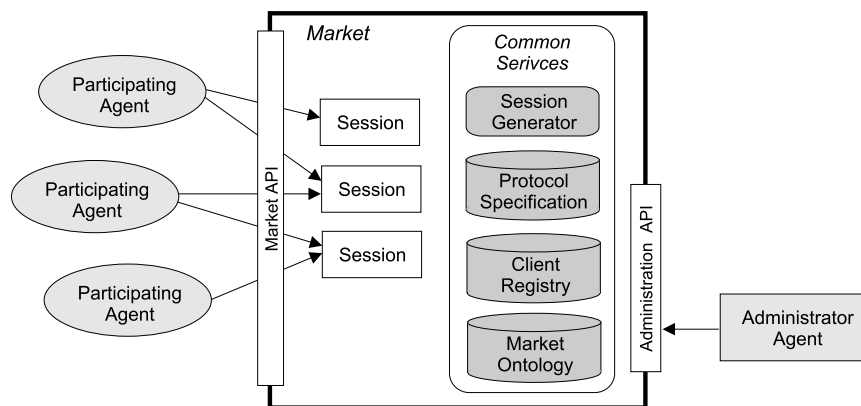 Market
Common
Serivces
Participating
Agent
Session
Session
Generator
Participating
Agent
Session
Protocol
Specification
Market API
Session
Client
Registry
Administration API
Participating
Agent
Market
Ontology
Administrator
Agent